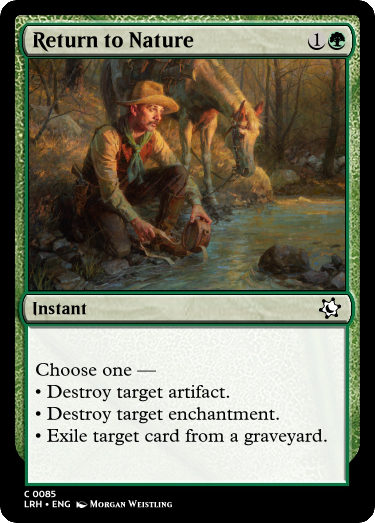 Return to Nature 1
Instant
Choose one —
• Destroy target artifact.
• Destroy target enchantment.
• Exile target card from a graveyard.
C 0085
LRH • ENG Morgan Weistling